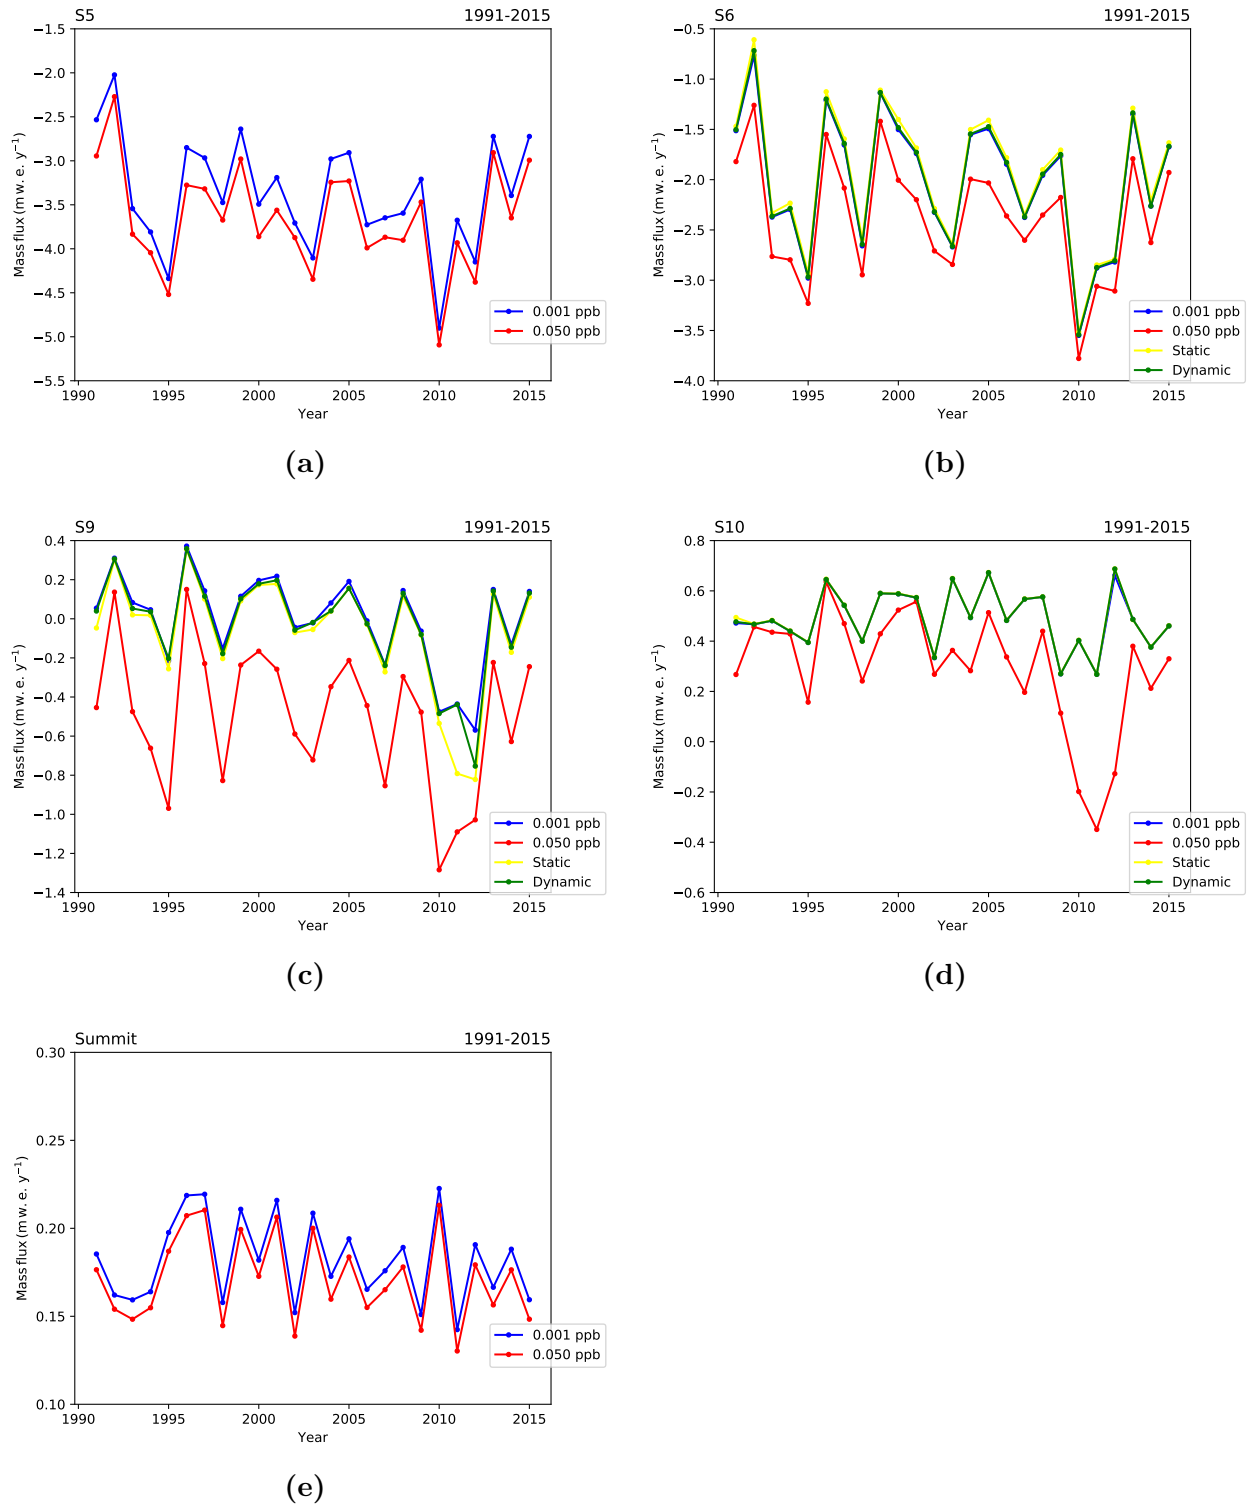 S5 1991-2015
−1.5
−2.0
−2.5
−3.0
−3.5
−4.0
−4.5
−5.0
−5.5
Mass flux (m w. e. y⁻¹)
0.001 ppb
0.050 ppb
1990 1995 2000 2005 2010 2015
Year
(a)
S6 1991-2015
−0.5
−1.0
−1.5
−2.0
−2.5
−3.0
−3.5
−4.0
Mass flux (m w. e. y⁻¹)
0.001 ppb
0.050 ppb
Static
Dynamic
1990 1995 2000 2005 2010 2015
Year
(b)
S9 1991-2015
0.4
0.2
0.0
−0.2
−0.4
−0.6
−0.8
−1.0
−1.2
−1.4
Mass flux (m w. e. y⁻¹)
0.001 ppb
0.050 ppb
Static
Dynamic
1990 1995 2000 2005 2010 2015
Year
(c)
S10 1991-2015
0.8
0.6
0.4
0.2
0.0
−0.2
−0.4
−0.6
Mass flux (m w. e. y⁻¹)
0.001 ppb
0.050 ppb
Static
Dynamic
1990 1995 2000 2005 2010 2015
Year
(d)
Summit 1991-2015
0.30
0.25
0.20
0.15
0.10
Mass flux (m w. e. y⁻¹)
0.001 ppb
0.050 ppb
1990 1995 2000 2005 2010 2015
Year
(e)